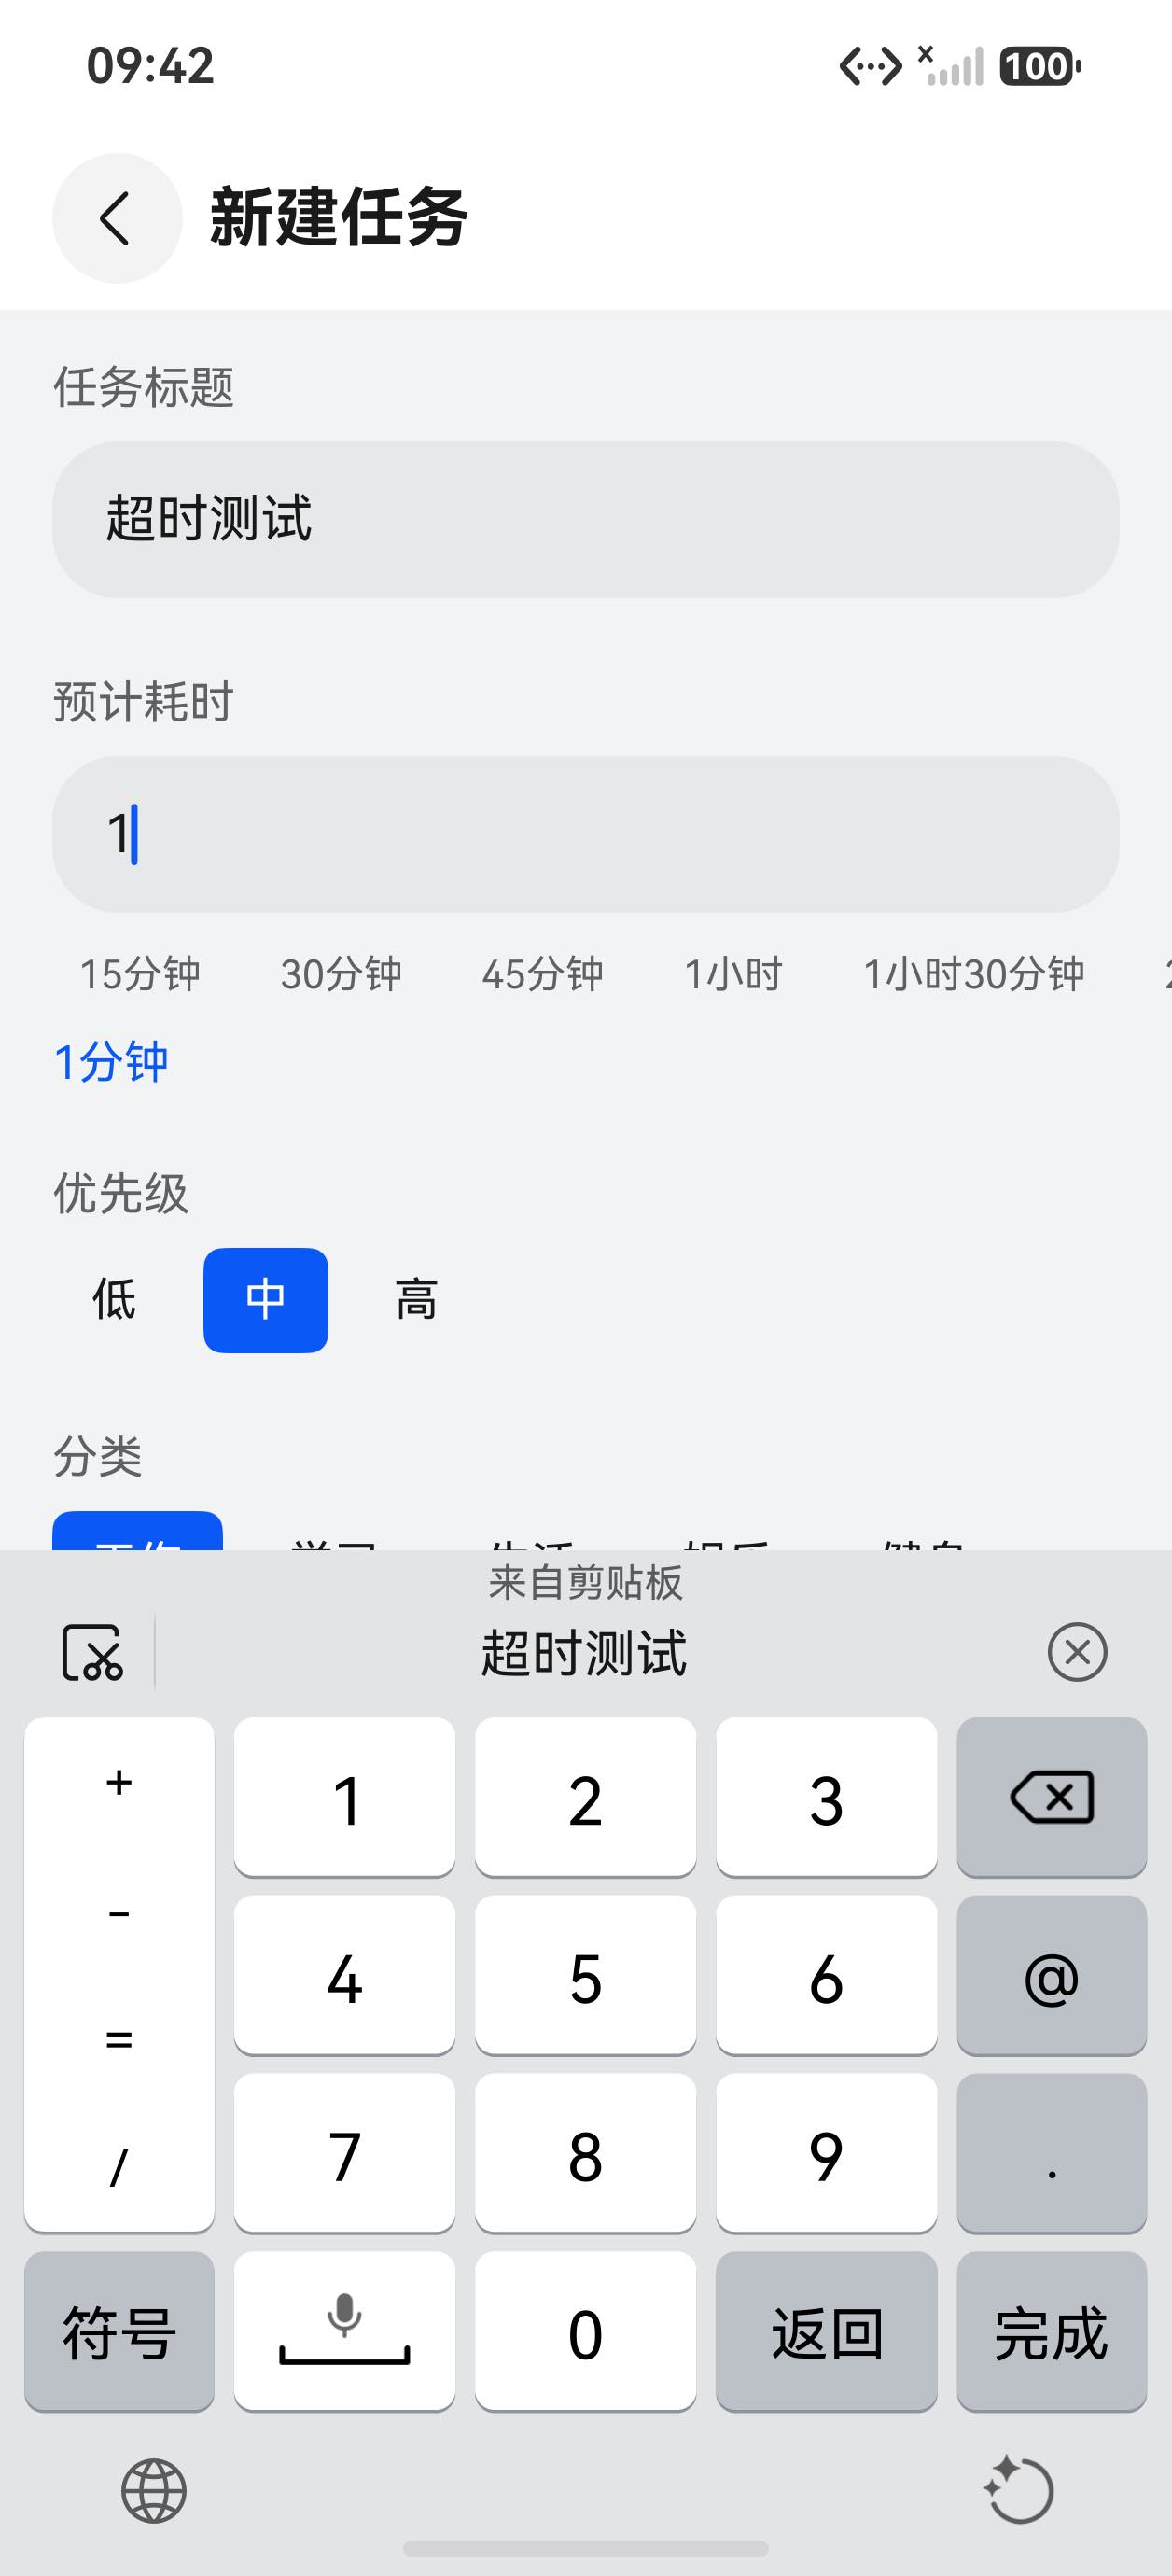 09:42
100
新建任务
任务标题
超时测试
预计耗时
1
15分钟 30分钟 45分钟 1小时 1小时30分钟
1分钟
优先级
低 中 高
分类
来自剪贴板
超时测试
+ 1 2 3
- 4 5 6 @
=
7 8 9 .
/
符号 0 返回 完成